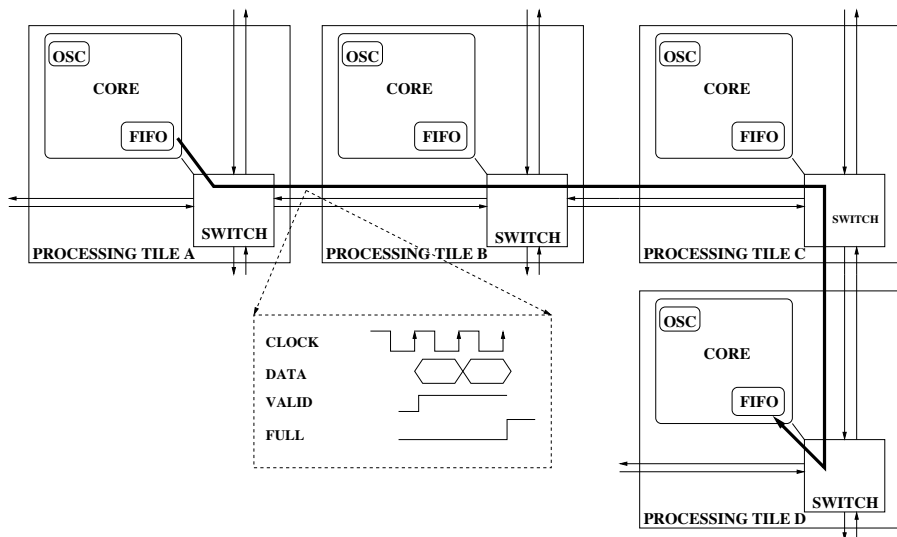 OSC
CORE
FIFO
SWITCH
PROCESSING TILE A
OSC
CORE
FIFO
SWITCH
PROCESSING TILE B
OSC
CORE
FIFO
SWITCH
PROCESSING TILE C
CLOCK
DATA
VALID
FULL
OSC
CORE
FIFO
SWITCH
PROCESSING TILE D